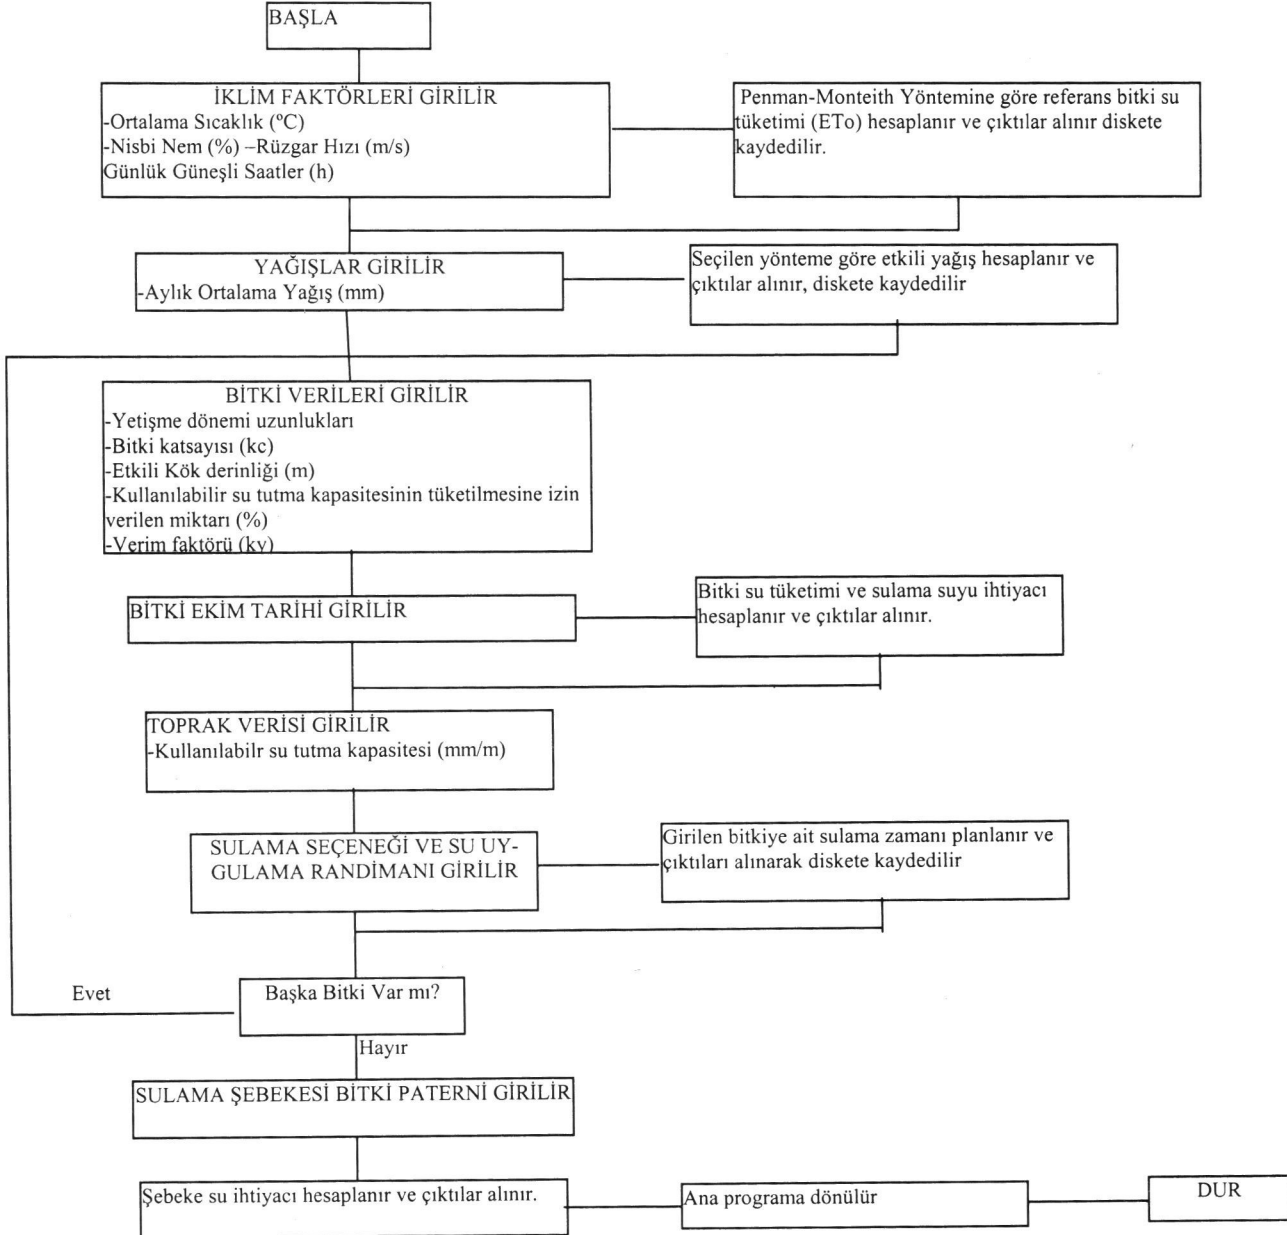 BAŞLA
İKLİM FAKTÖRLERİ GİRİLİR
-Ortalama Sıcaklık (ºC)
-Nisbi Nem (%) –Rüzgar Hızı (m/s)
Günlük Güneşli Saatler (h)
Penman-Monteith Yöntemine göre referans bitki su
tüketimi (ETo) hesaplanır ve çıktılar alınır diskete
kaydedilir.
YAĞIŞLAR GİRİLİR
-Aylık Ortalama Yağış (mm)
Seçilen yönteme göre etkili yağış hesaplanır ve
çıktılar alınır, diskete kaydedilir
BİTKİ VERİLERİ GİRİLİR
-Yetişme dönemi uzunlukları
-Bitki katsayısı (kc)
-Etkili Kök derinliği (m)
-Kullanılabilir su tutma kapasitesinin tüketilmesine izin
verilen miktarı (%)
-Verim faktörü (ky)
BİTKİ EKİM TARİHİ GİRİLİR
Bitki su tüketimi ve sulama suyu ihtiyacı
hesaplanır ve çıktılar alınır.
TOPRAK VERİSİ GİRİLİR
-Kullanılabilr su tutma kapasitesi (mm/m)
SULAMA SEÇENEĞİ VE SU UY-
GULAMA RANDİMANI GİRİLİR
Girilen bitkiye ait sulama zamanı planlanır ve
çıktıları alınarak diskete kaydedilir
Evet
Başka Bitki Var mı?
Hayır
SULAMA ŞEBEKESİ BİTKİ PATERNİ GİRİLİR
Şebeke su ihtiyacı hesaplanır ve çıktılar alınır.
Ana programa dönülür
DUR